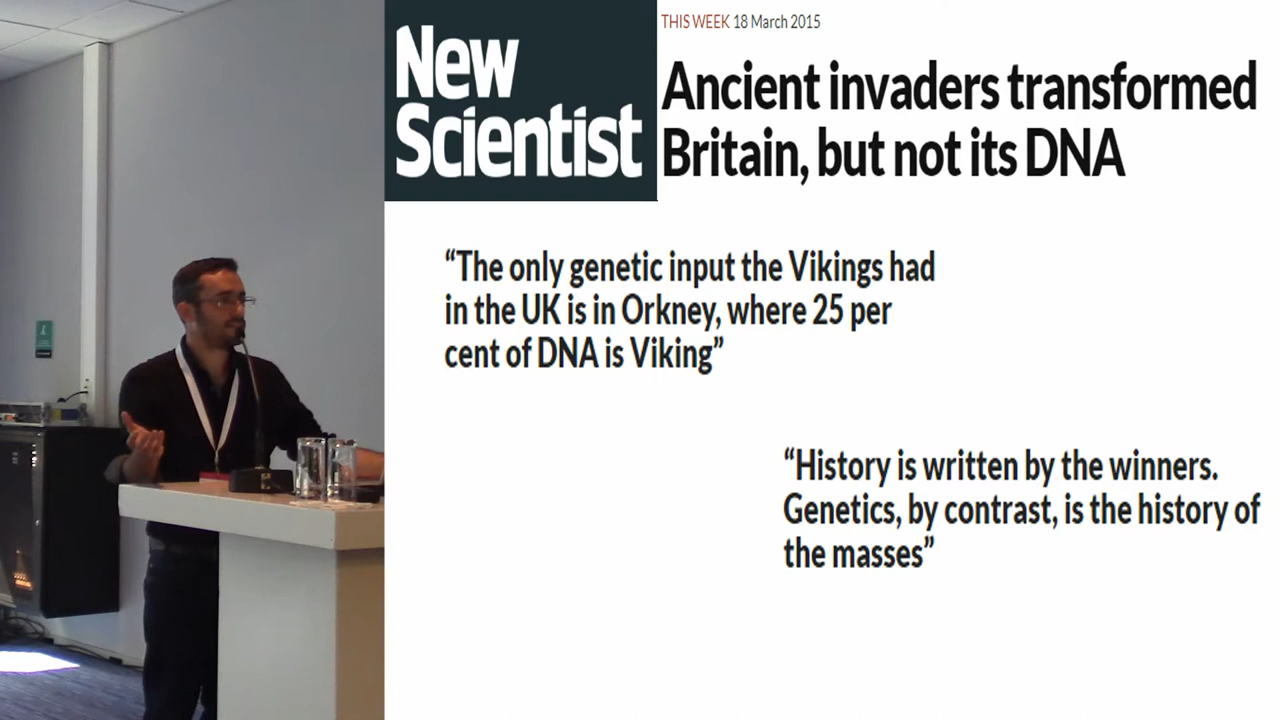 New
Scientist
THIS WEEK 18 March 2015
Ancient invaders transformed
Britain, but not its DNA
“The only genetic input the Vikings had
in the UK is in Orkney, where 25 per
cent of DNA is Viking”
“History is written by the winners.
Genetics, by contrast, is the history of
the masses”